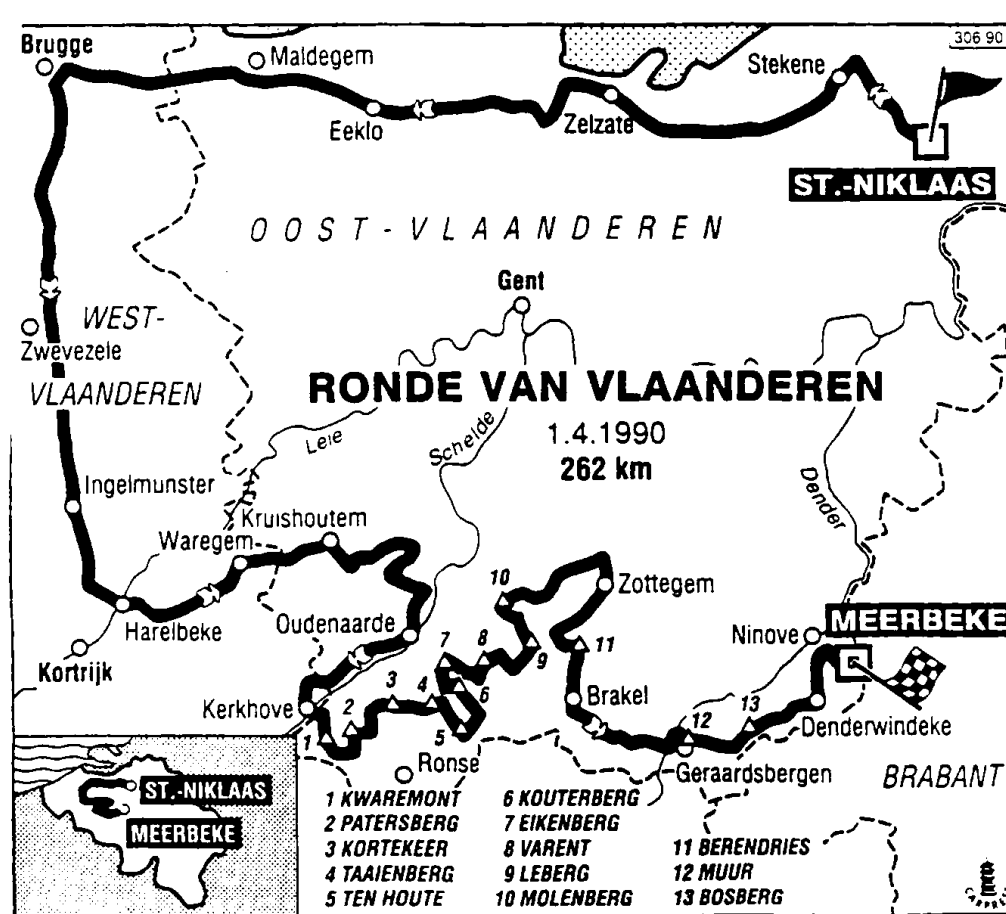 306 90
Brugge
Maldegem
Stekene
Eeklo
Zelzate
ST.-NIKLAAS
OOST-VLAANDEREN
Gent
WEST-
VLAANDEREN
Zwevezele
RONDE VAN VLAANDEREN
1.4.1990
262 km
Leie
Schelde
Dender
Ingelmunster
Kruishoutem
Waregem
Harelbeke
Oudenaarde
Kortrijk
Kerkhove
Zottegem
Ninove
MEERBEKE
Brakel
Denderwindeke
Geraardsbergen
Ronse
BRABANT
1
2
3
4
5
6
7
8
9
10
11
12
13
ST.-NIKLAAS
MEERBEKE
1 KWAREMONT
2 PATERSBERG
3 KORTEKEER
4 TAAIENBERG
5 TEN HOUTE
6 KOUTERBERG
7 EIKENBERG
8 VARENT
9 LEBERG
10 MOLENBERG
11 BERENDRIES
12 MUUR
13 BOSBERG